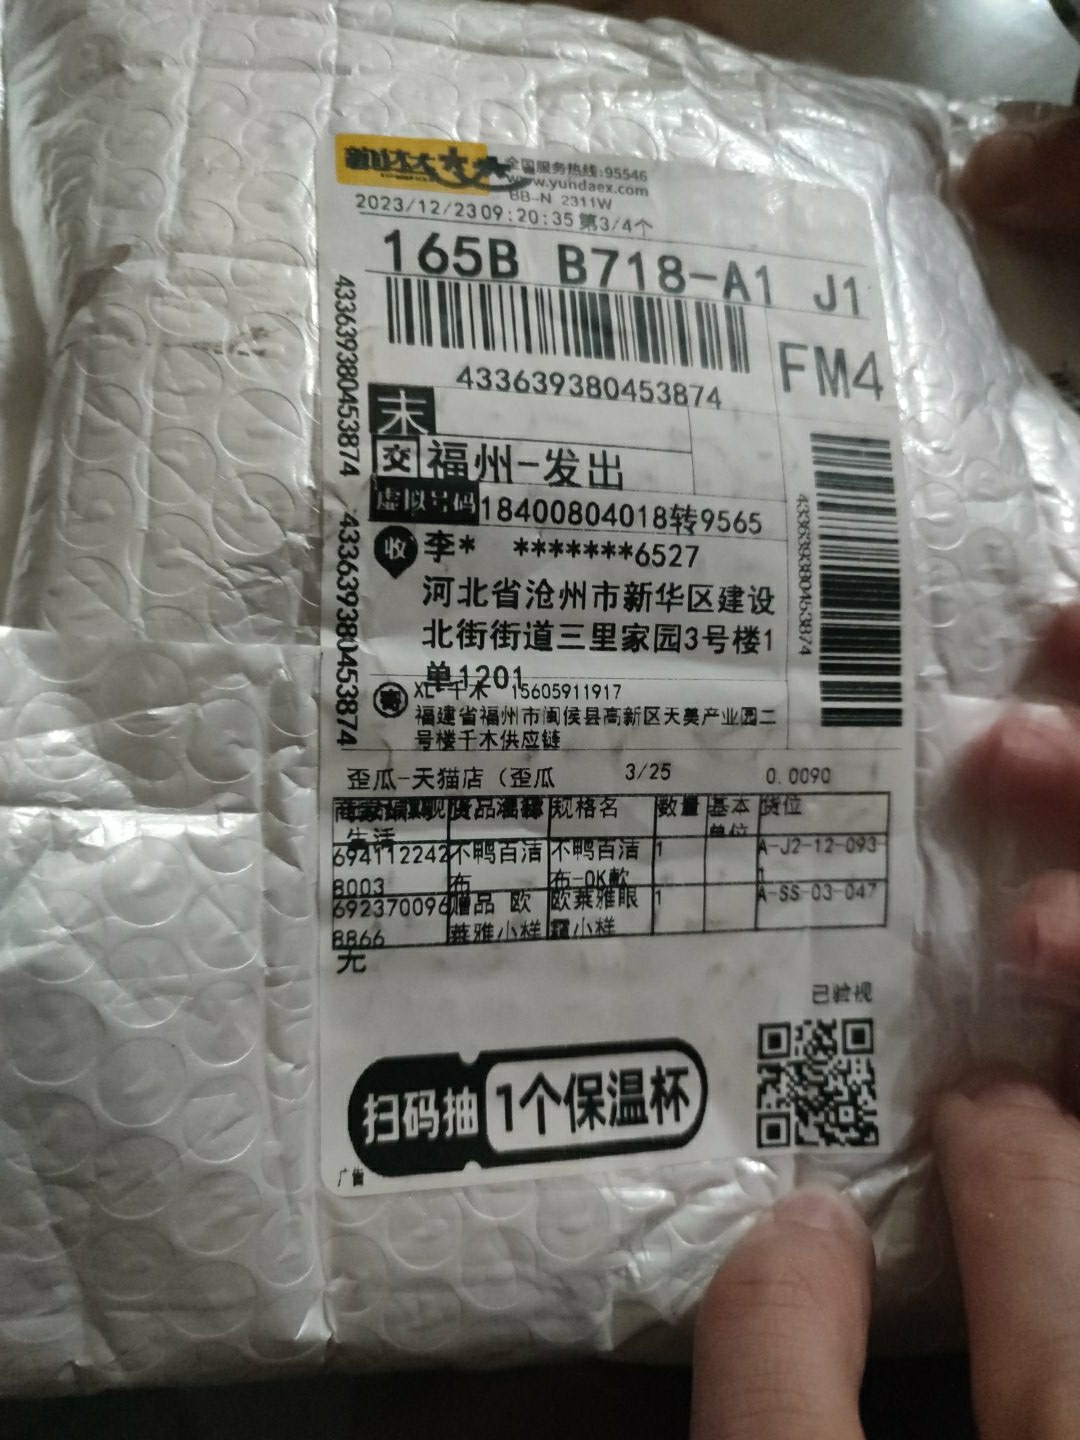 韵达
全国服务热线:95546
www.yundaex.com
BB-N 2311W
2023/12/23 09:20:35 第3/4个
165B B718-A1 J1
433639380453874
FM4
末
交 福州-发出
虚拟号码 18400804018转9565
收 李* *******6527
河北省沧州市新华区建设
北街街道三里家园3号楼1
单1201
寄 XL-千木 15605911917
福建省福州市闽侯县高新区天美产业园二
号楼千木供应链
433639380453874
433639380453874
433639380453874
歪瓜-天猫店（歪瓜 3/25 0.0090
规格名 数量 基本单位 货位
生活
694112242 不鸭百洁 不鸭百洁 1 A-J2-12-093
8003 布 布-OK款 1
692370096 赠品 欧 欧莱雅眼 1 A-SS-03-047
8866 莱雅小样 霜小样
无
已验视
扫码抽 1个保温杯
广告